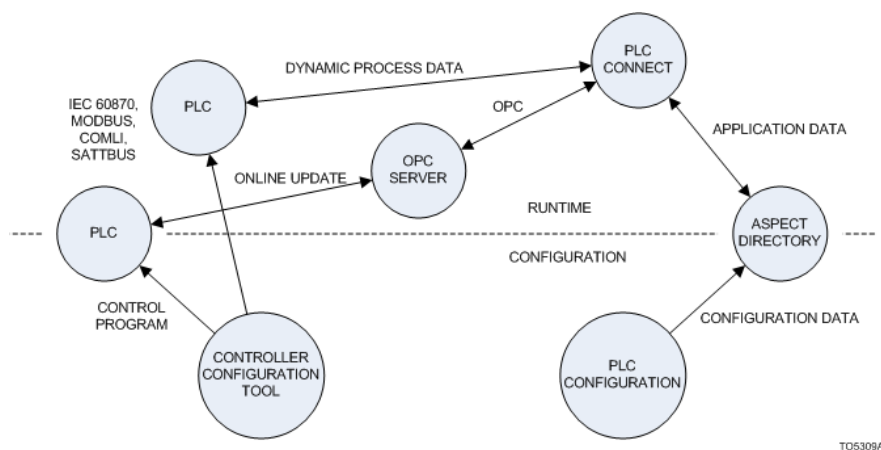 PLC
CONNECT
DYNAMIC PROCESS DATA
IEC 60870,
MODBUS,
COMLI,
SATTBUS
PLC
OPC
APPLICATION DATA
OPC
SERVER
ONLINE UPDATE
RUNTIME
PLC
ASPECT
DIRECTORY
CONFIGURATION
CONTROL
PROGRAM
CONFIGURATION DATA
CONTROLLER
CONFIGURATION
TOOL
PLC
CONFIGURATION
TO5309A